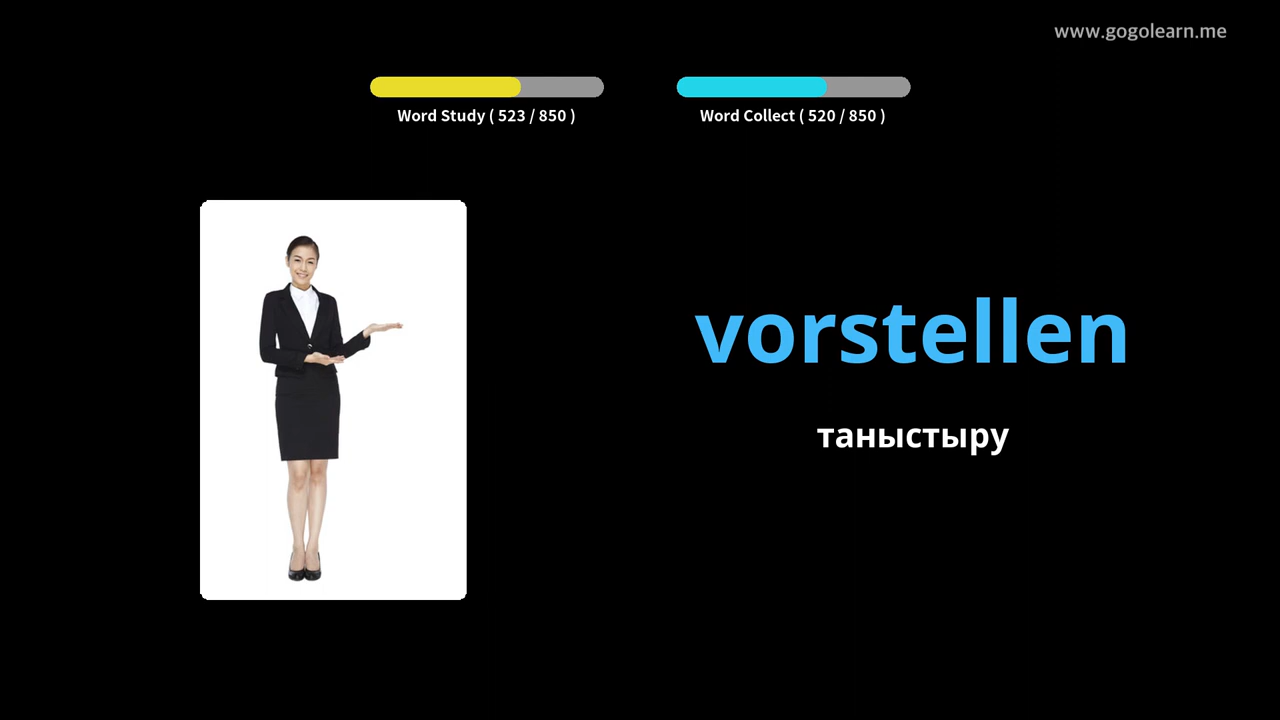 www.gogolearn.me
Word Study ( 523 / 850 )
Word Collect ( 520 / 850 )
vorstellen
таныстыру